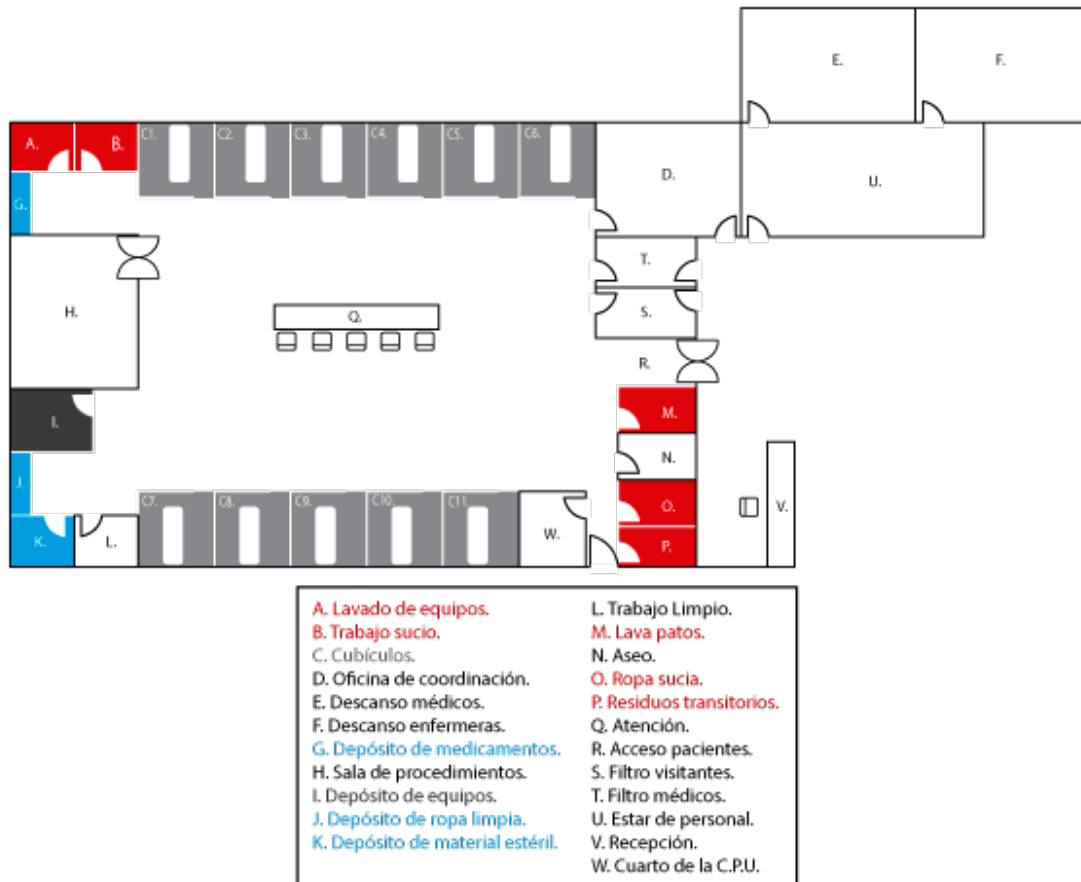 E.
F.
A.
B.
C1.
C2.
C3.
C4.
C5.
C6.
D.
U.
G.
T.
H.
Q.
S.
R.
I.
M.
N.
J.
C7.
C8.
C9.
C10.
C11.
O.
V.
K.
L.
W.
P.
A. Lavado de equipos.
B. Trabajo sucio.
C. Cubículos.
D. Oficina de coordinación.
E. Descanso médicos.
F. Descanso enfermeras.
G. Depósito de medicamentos.
H. Sala de procedimientos.
I. Depósito de equipos.
J. Depósito de ropa limpia.
K. Depósito de material estéril.
L. Trabajo Limpio.
M. Lava patos.
N. Aseo.
O. Ropa sucia.
P. Residuos transitorios.
Q. Atención.
R. Acceso pacientes.
S. Filtro visitantes.
T. Filtro médicos.
U. Estar de personal.
V. Recepción.
W. Cuarto de la C.P.U.